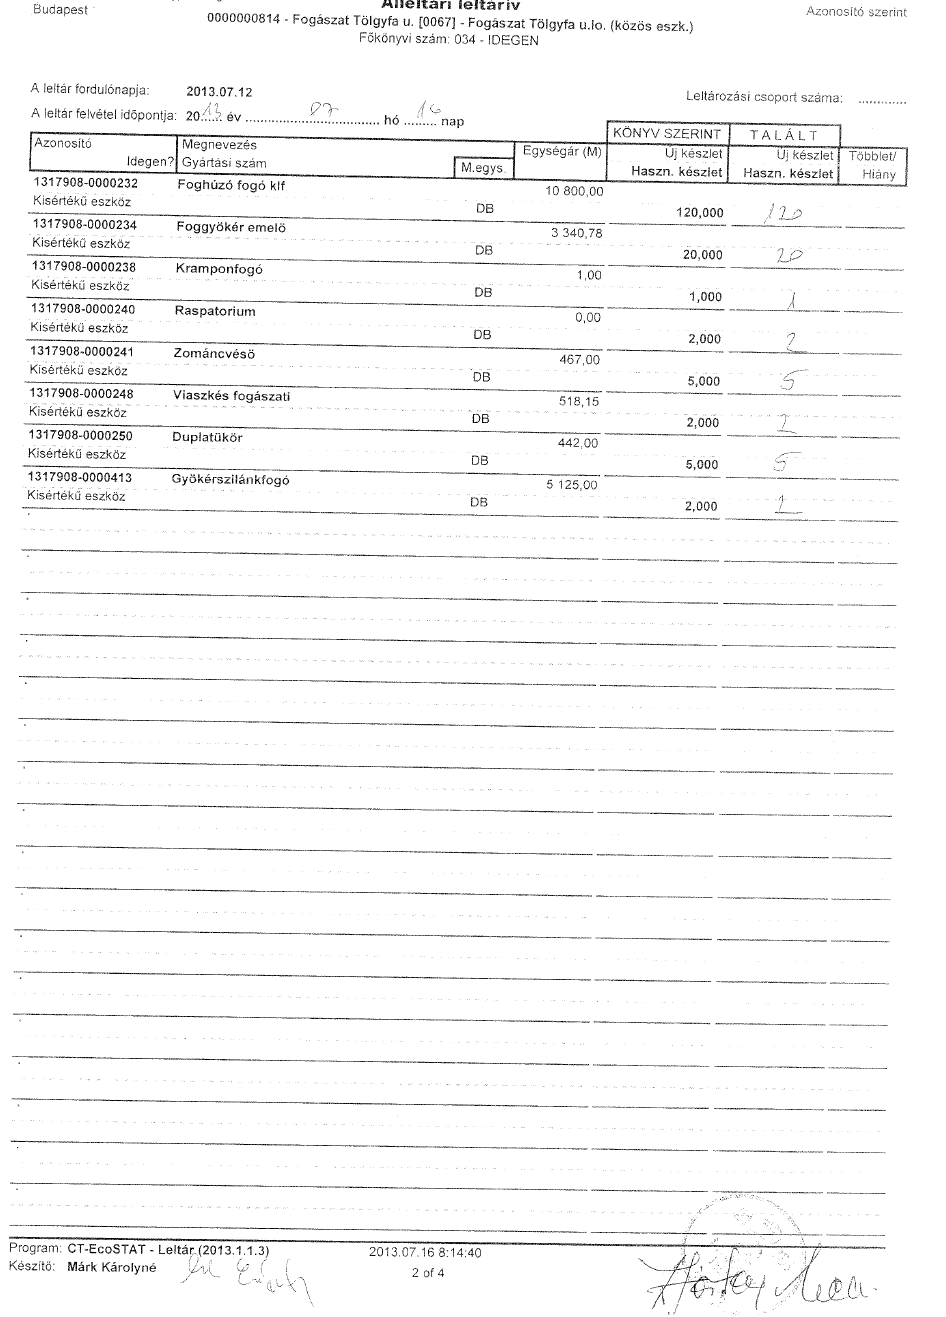 Álleltári leltárív
Budapest
Azonosító szerint
0000000814 - Fogászat Tölgyfa u. [0067] - Fogászat Tölgyfa u.lo. (közös eszk.)
Főkönyvi szám: 034 - IDEGEN
A leltár fordulónapja: 2013.07.12
Leltározási csoport száma: .............
A leltár felvétel időpontja: 2013 év 07 hó 16 nap
KÖNYV SZERINT TALÁLT
Azonosító Megnevezés Egységár (M) Új készlet Új készlet Többlet/
Idegen? Gyártási szám M.egys. Haszn. készlet Haszn. készlet Hiány
1317908-0000232 Foghúzó fogó klf 10 800,00
Kisértékű eszköz DB 120,000 120
1317908-0000234 Foggyökér emelö 3 340,78
Kisértékű eszköz DB 20,000 20
1317908-0000238 Kramponfogó 1,00
Kisértékű eszköz DB 1,000 1
1317908-0000240 Raspatorium 0,00
Kisértékű eszköz DB 2,000 2
1317908-0000241 Zománcvésö 467,00
Kisértékű eszköz DB 5,000 5
1317908-0000248 Viaszkés fogászati 518,15
Kisértékű eszköz DB 2,000 2
1317908-0000250 Duplatükör 442,00
Kisértékű eszköz DB 5,000 5
1317908-0000413 Gyökérszilánkfogó 5 125,00
Kisértékű eszköz DB 2,000 2
Program: CT-EcoSTAT - Leltár (2013.1.1.3) 2013.07.16 8:14:40
Készítő: Márk Károlyné 2 of 4